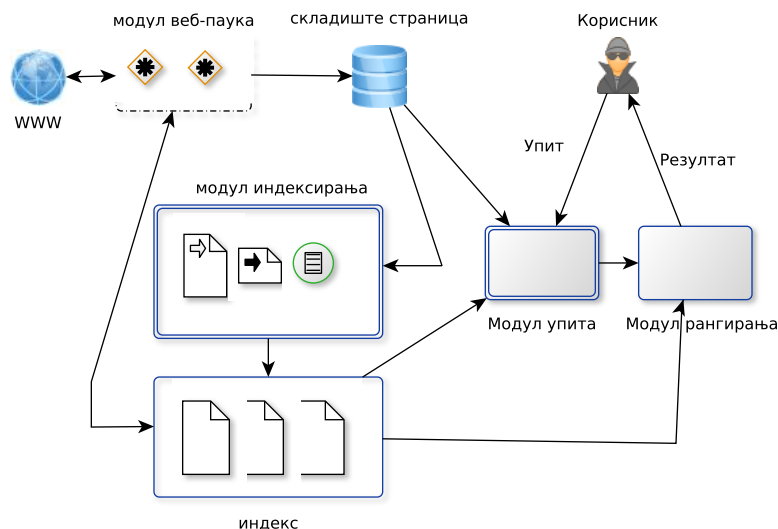 модул веб-паука
складиште страница
Корисник
WWW
Упит
Резултат
модул индексирања
Модул упита
Модул рангирања
индекс